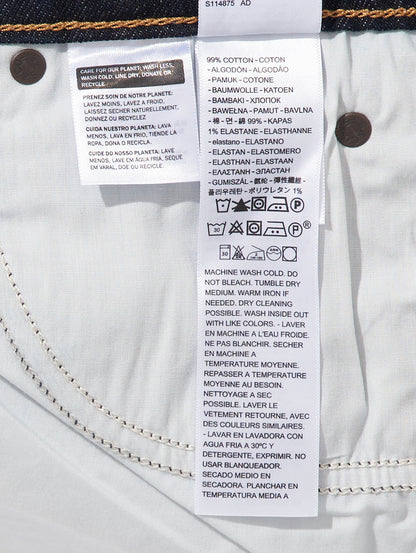 S114875 AD
CARE FOR OUR PLANET: WASH LESS,
WASH COLD, LINE DRY, DONATE OR
RECYCLE.
PRENEZ SOIN DE NOTRE PLANETE:
LAVEZ MOINS, LAVEZ A FROID,
LAISSEZ SECHER NATURELLEMENT,
DONNEZ OU RECYCLEZ
CUIDA NUESTRO PLANETA: LAVA
MENOS, LAVA EN FRIO, TIENDE LA
ROPA, DONA O RECICLA.
CUIDE DO NOSSO PLANETA: LAVE
MENOS, LAVE EM ÁGUA FRIA, SEQUE
NO VARAL, DOE OU RECICLE.
99% COTTON - COTON
- ALGODÓN - ALGODÃO
- PAMUK - COTONE
- BAUMWOLLE - KATOEN
- BAMBAKI - ХЛОПОК
- BAWEŁNA - PAMUT - BAVLNA
- 棉 - 면 - 綿 99% - KAPAS
1% ELASTANE - ELASTHANNE
- elastano - ELASTAN
- ELASTAN - ELASTOMERO
- ELASTHAN - ELASTAAN
- ΕΛΑΣΤΑΝΗ - ЭЛАСТАН
- GUMISZÁL - 氨纶 - 彈性纖維 -
폴리우레탄 - ポリウレタン 1%
30
P
30
P®
30
MACHINE WASH COLD. DO
NOT BLEACH. TUMBLE DRY
MEDIUM. WARM IRON IF
NEEDED. DRY CLEANING
POSSIBLE. WASH INSIDE OUT
WITH LIKE COLORS. - LAVER
EN MACHINE A L'EAU FROIDE.
NE PAS BLANCHIR. SECHER
EN MACHINE A
TEMPERATURE MOYENNE.
REPASSER A TEMPERATURE
MOYENNE AU BESOIN.
NETTOYAGE A SEC
POSSIBLE. LAVER LE
VETEMENT RETOURNE, AVEC
DES COULEURS SIMILAIRES.
- LAVAR EN LAVADORA CON
AGUA FRIA A 30ºC Y
DETERGENTE, EXPRIMIR. NO
USAR BLANQUEADOR.
SECADO MEDIO EN
SECADORA. PLANCHAR EN
TEMPERATURA MEDIA A